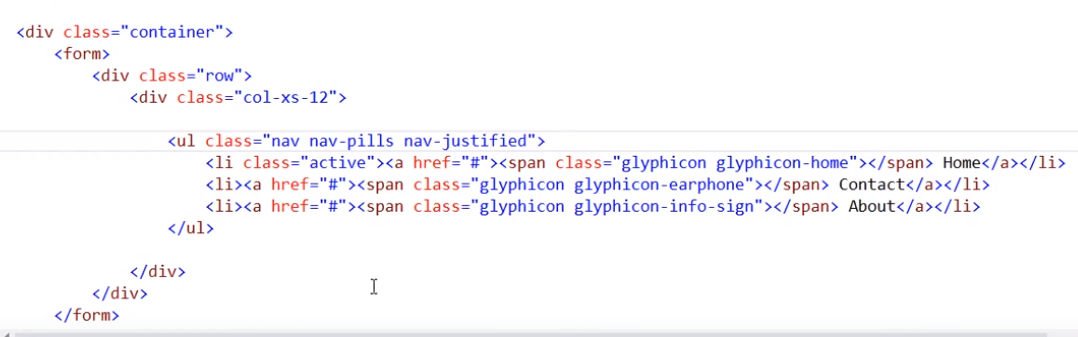 <div class="container">
<form>
<div class="row">
<div class="col-xs-12">
<ul class="nav nav-pills nav-justified">
<li class="active"><a href="#"><span class="glyphicon glyphicon-home"></span> Home</a></li>
<li><a href="#"><span class="glyphicon glyphicon-earphone"></span> Contact</a></li>
<li><a href="#"><span class="glyphicon glyphicon-info-sign"></span> About</a></li>
</ul>
</div>
</div>
</form>